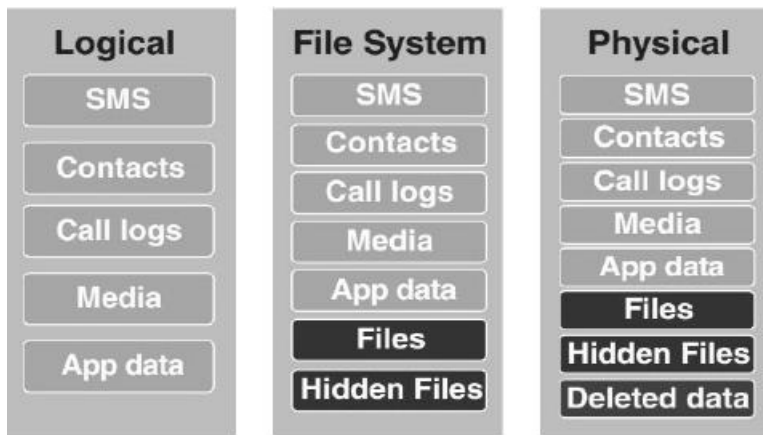 Logical
SMS
Contacts
Call logs
Media
App data
File System
SMS
Contacts
Call logs
Media
App data
Files
Hidden Files
Physical
SMS
Contacts
Call logs
Media
App data
Files
Hidden Files
Deleted data